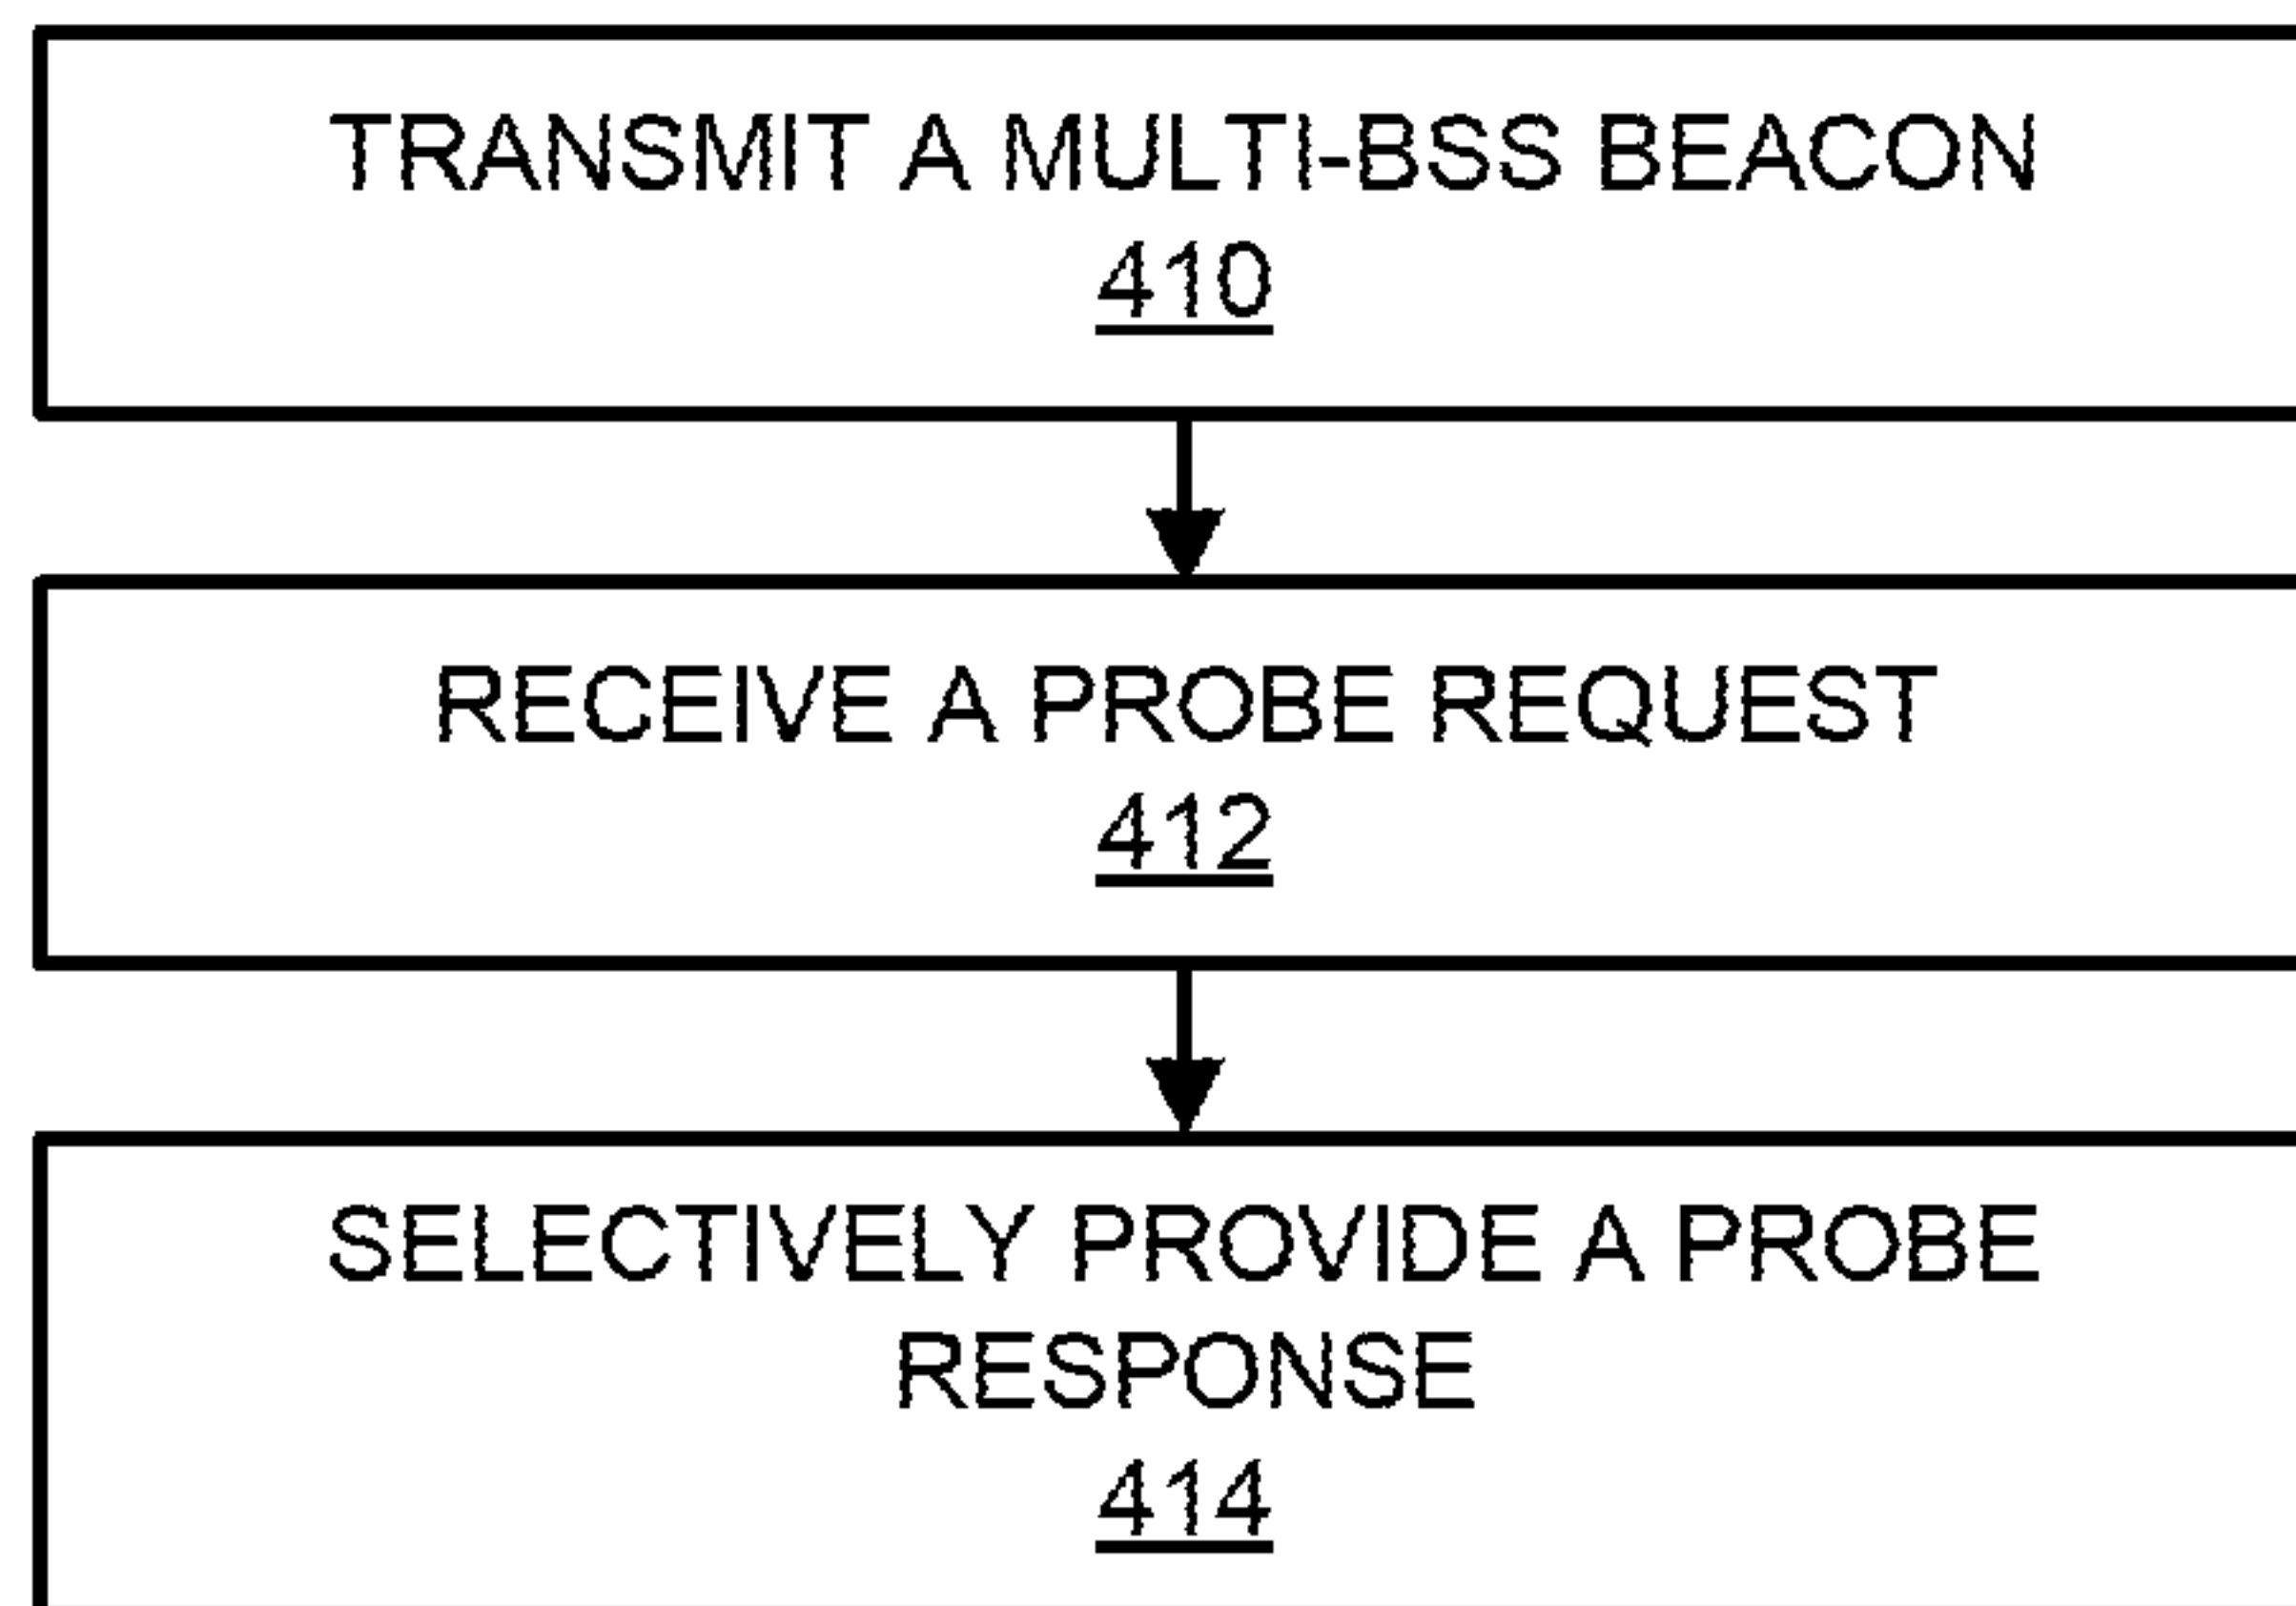 TRANSMIT A MULTI-BSS BEACON
410
RECEIVE A PROBE REQUEST
412
SELECTIVELY PROVIDE A PROBE
RESPONSE
414